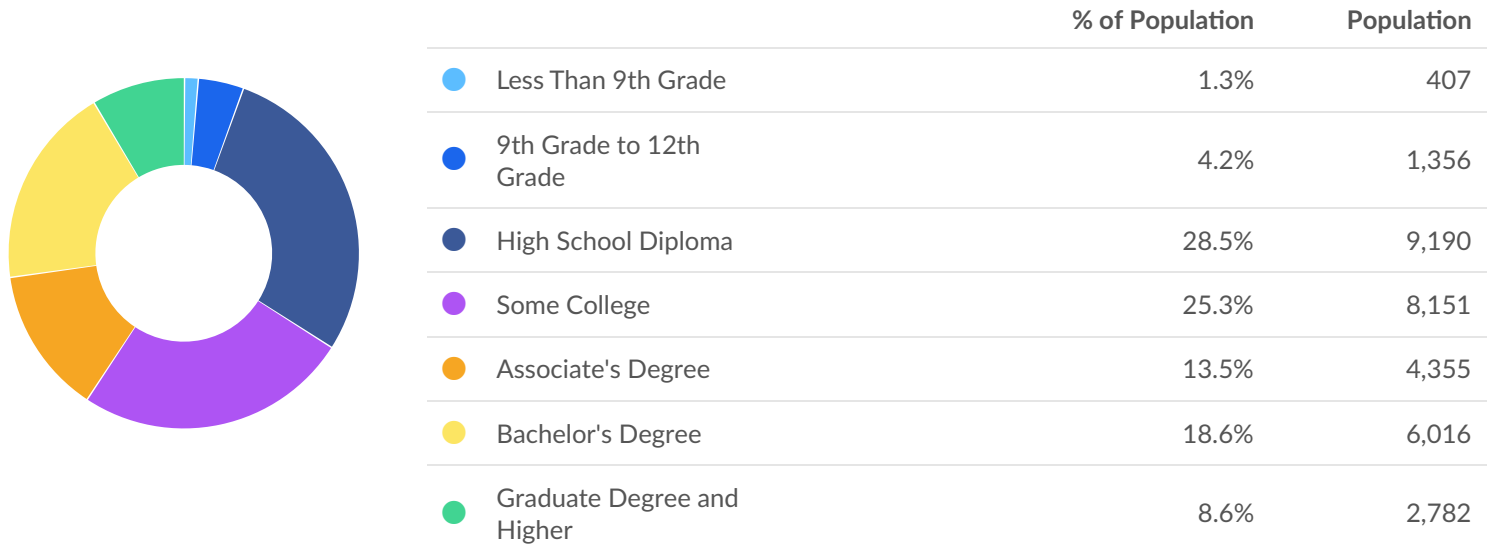 % of Population Population
Less Than 9th Grade 1.3% 407
9th Grade to 12th
Grade 4.2% 1,356
High School Diploma 28.5% 9,190
Some College 25.3% 8,151
Associate's Degree 13.5% 4,355
Bachelor's Degree 18.6% 6,016
Graduate Degree and
Higher 8.6% 2,782